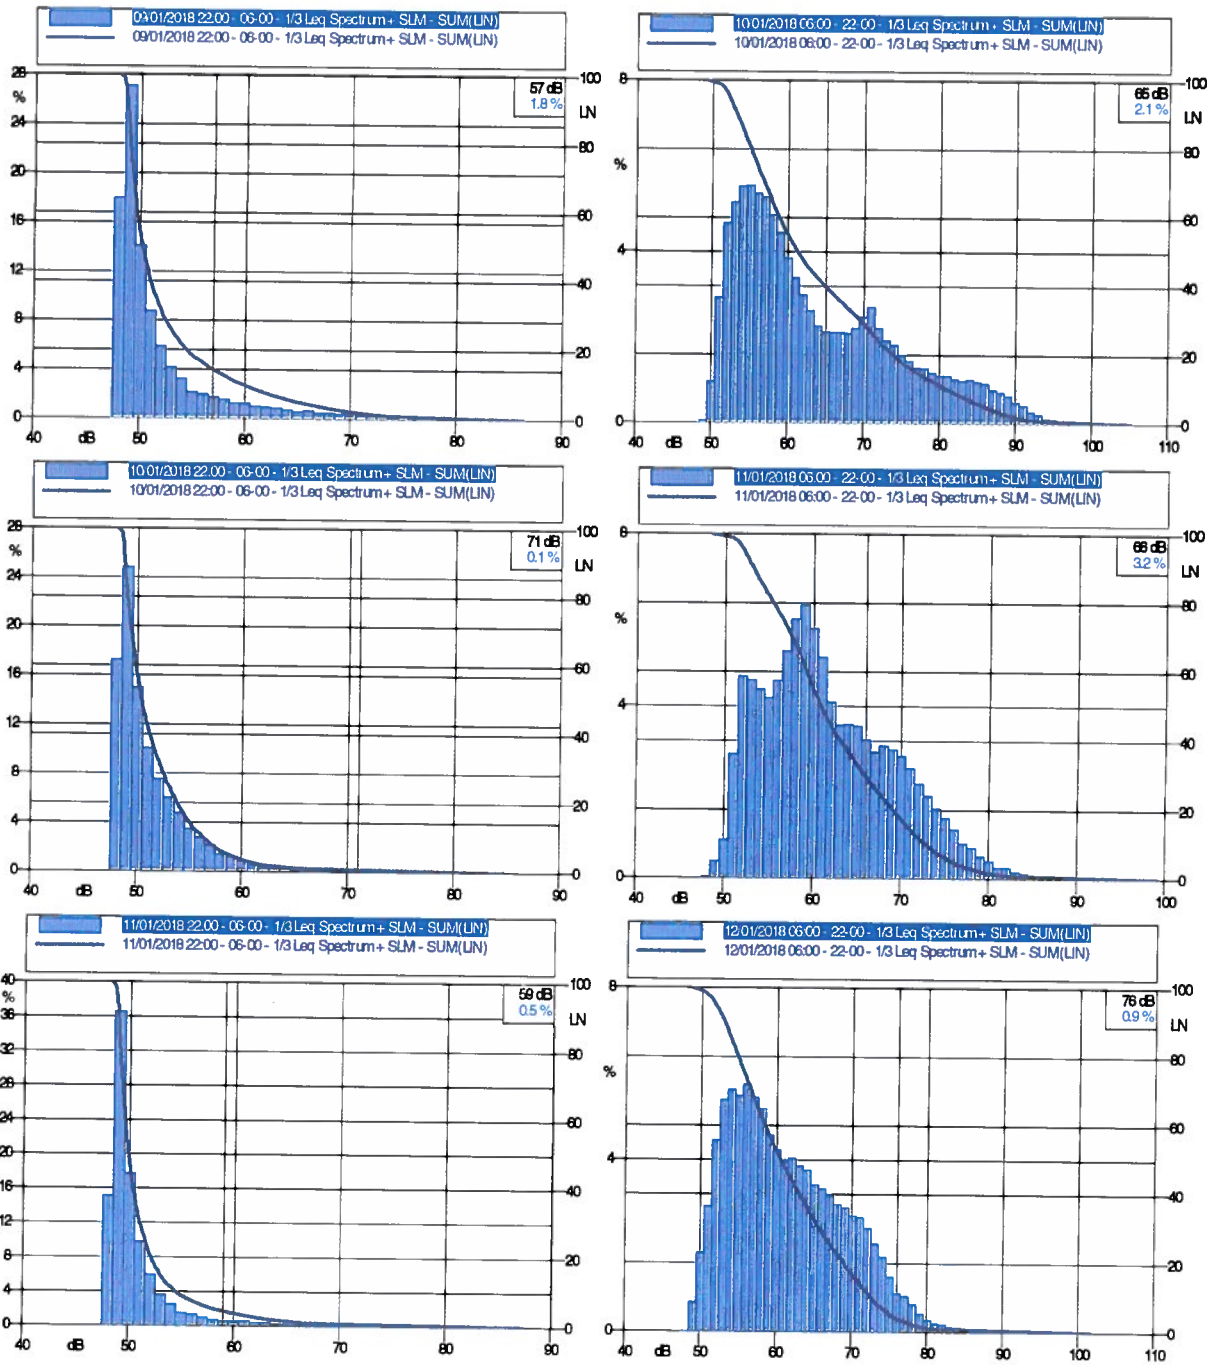 09/01/2018 22:00 - 06-00 - 1/3 Leq Spectrum + SLM - SUM(LIN)
09/01/2018 22:00 - 06-00 - 1/3 Leq Spectrum + SLM - SUM(LIN)
28 57 dB 100
% 1.8 % LN
24
80
20
16 60
12
40
8
20
4
0 0
40 dB 50 60 70 80 90
10/01/2018 06:00 - 22-00 - 1/3 Leq Spectrum + SLM - SUM(LIN)
10/01/2018 06:00 - 22-00 - 1/3 Leq Spectrum + SLM - SUM(LIN)
8 65 dB 100
2.1 % LN
% 80
60
4
40
20
0 0
40 dB 50 60 70 80 90 100 110
10/01/2018 22:00 - 06-00 - 1/3 Leq Spectrum + SLM - SUM(LIN)
10/01/2018 22:00 - 06-00 - 1/3 Leq Spectrum + SLM - SUM(LIN)
28 71 dB 100
% 0.1 % LN
24
80
20
16 60
12
40
8
20
4
0 0
40 dB 50 60 70 80 90
11/01/2018 06:00 - 22-00 - 1/3 Leq Spectrum + SLM - SUM(LIN)
11/01/2018 06:00 - 22-00 - 1/3 Leq Spectrum + SLM - SUM(LIN)
8 68 dB 100
3.2 % LN
% 80
60
4
40
20
0 0
40 dB 50 60 70 80 90 100
11/01/2018 22:00 - 06-00 - 1/3 Leq Spectrum + SLM - SUM(LIN)
11/01/2018 22:00 - 06-00 - 1/3 Leq Spectrum + SLM - SUM(LIN)
40 59 dB 100
% 0.5 % LN
36
32 80
28
24 60
20
16 40
12
8 20
4
0 0
40 dB 50 60 70 80 90
12/01/2018 06:00 - 22-00 - 1/3 Leq Spectrum + SLM - SUM(LIN)
12/01/2018 06:00 - 22-00 - 1/3 Leq Spectrum + SLM - SUM(LIN)
8 76 dB 100
0.9 % LN
% 80
60
4
40
20
0 0
40 dB 50 60 70 80 90 100 110